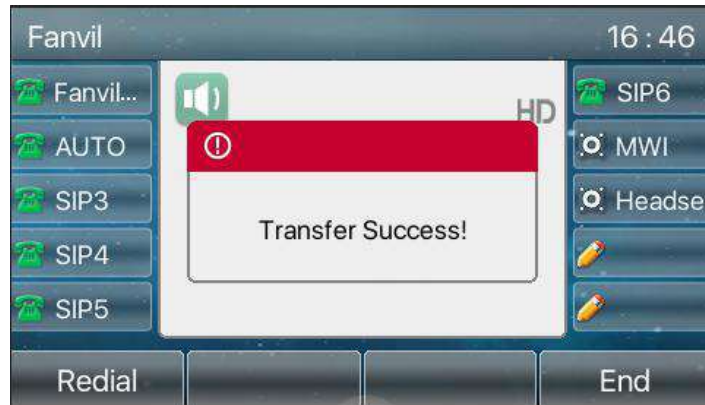 Fanvil
16:46
Fanvil...
AUTO
SIP3
SIP4
SIP5
HD
Transfer Success!
SIP6
MWI
Headse
Redial
End